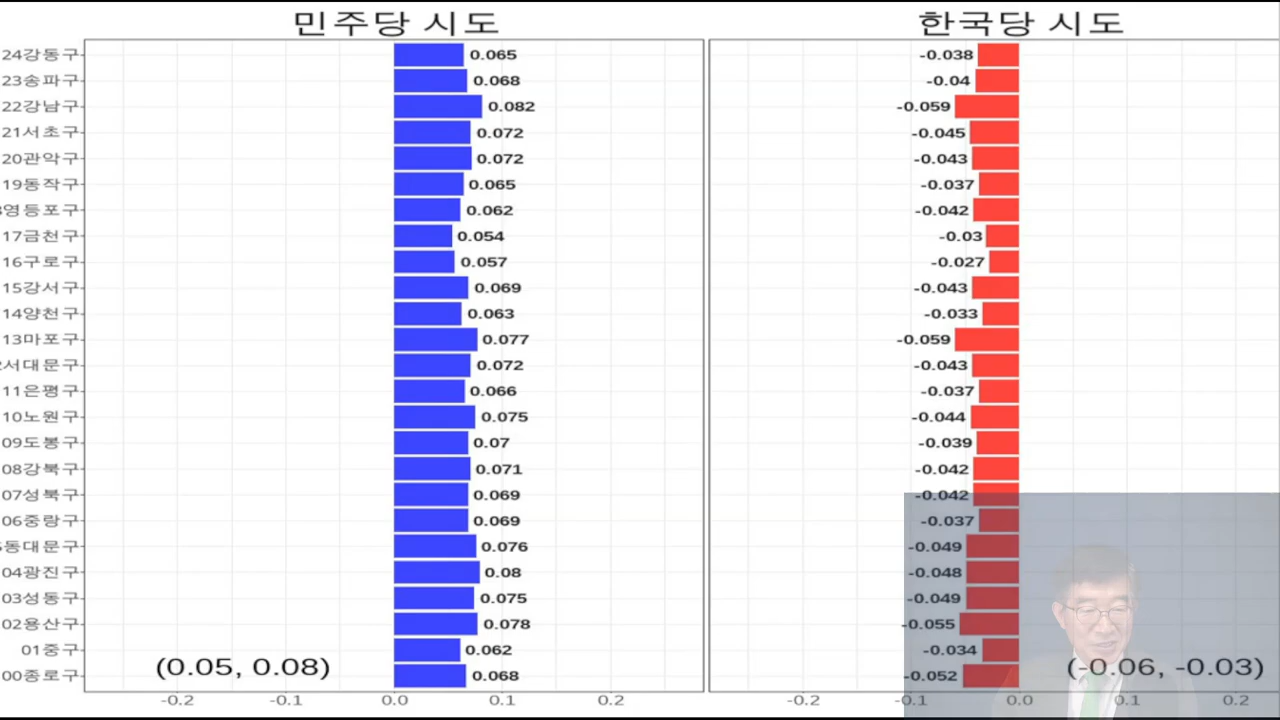 민주당 시도 한국당 시도
24강동구 0.065 -0.038
23송파구 0.068 -0.04
22강남구 0.082 -0.059
21서초구 0.072 -0.045
20관악구 0.072 -0.043
19동작구 0.065 -0.037
영등포구 0.062 -0.042
17금천구 0.054 -0.03
16구로구 0.057 -0.027
15강서구 0.069 -0.043
14양천구 0.063 -0.033
13마포구 0.077 -0.059
서대문구 0.072 -0.043
11은평구 0.066 -0.037
10노원구 0.075 -0.044
09도봉구 0.07 -0.039
08강북구 0.071 -0.042
07성북구 0.069 -0.042
06중랑구 0.069 -0.037
동대문구 0.076 -0.049
04광진구 0.08 -0.048
03성동구 0.075 -0.049
02용산구 0.078 -0.055
01중구 0.062 -0.034
00종로구 (0.05, 0.08) 0.068 -0.052 (-0.06, -0.03)
-0.2 -0.1 0.0 0.1 0.2 -0.2 0.0 0.1 0.2